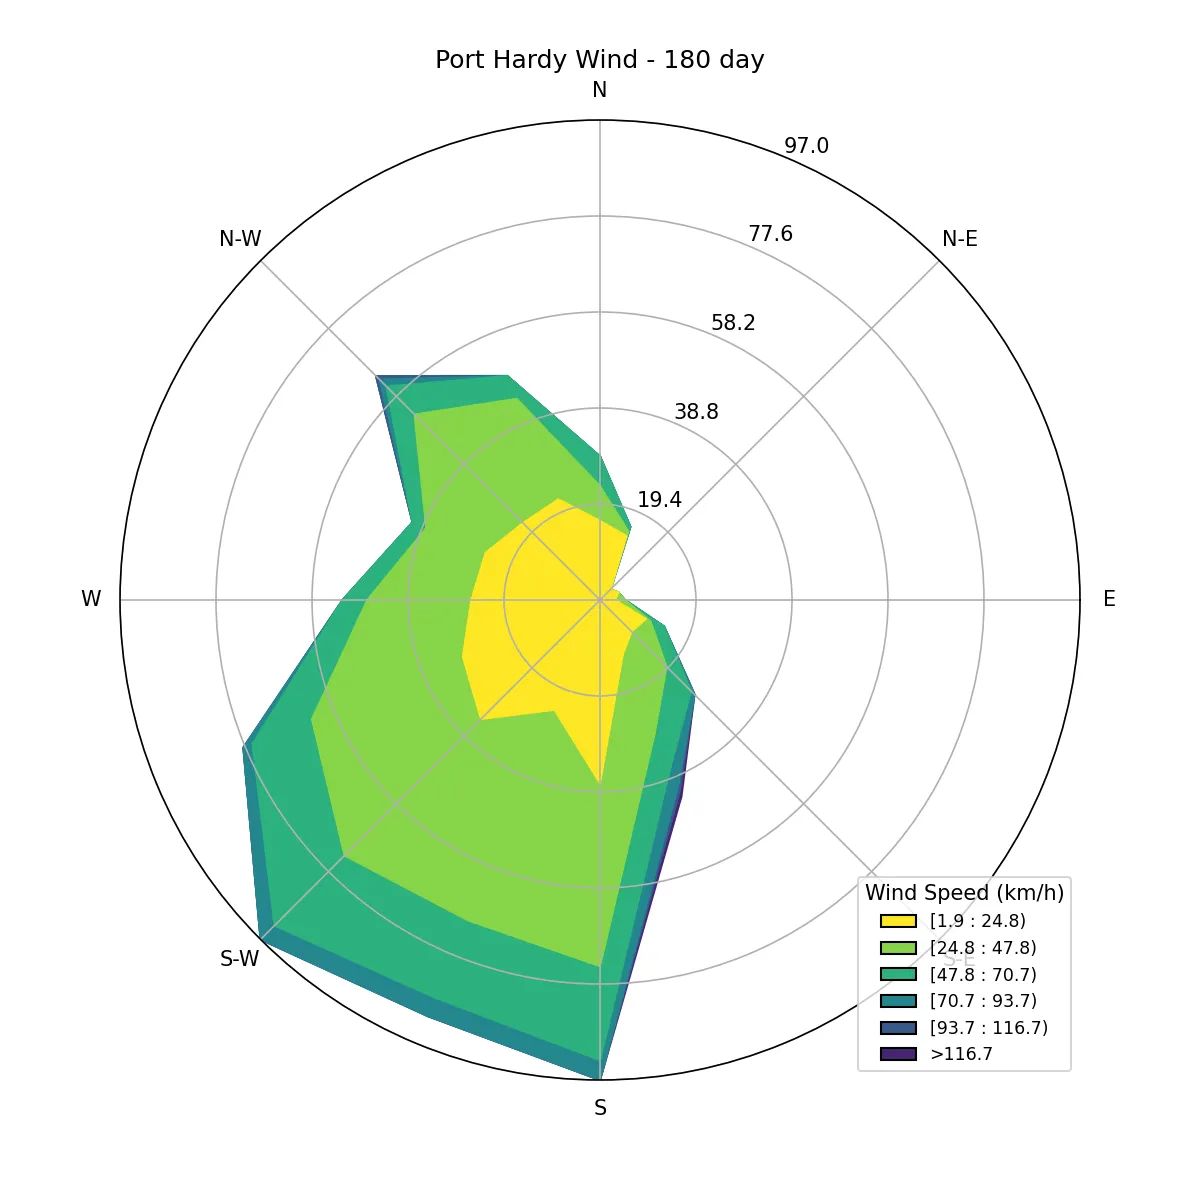 Port Hardy Wind - 180 day
N
97.0
77.6
N-W
N-E
58.2
38.8
19.4
W
E
Wind Speed (km/h)
[1.9 : 24.8)
[24.8 : 47.8)
S-W
S-E
[47.8 : 70.7)
[70.7 : 93.7)
[93.7 : 116.7)
>116.7
S